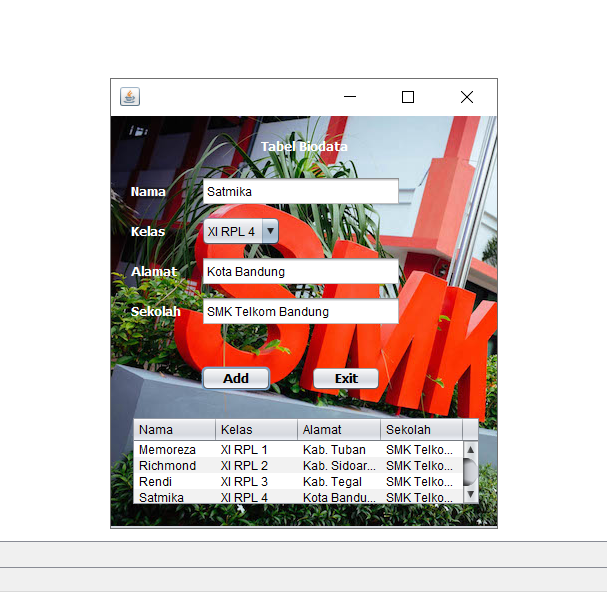 Tabel Biodata
Nama Satmika
Kelas XI RPL 4
Alamat Kota Bandung
Sekolah SMK Telkom Bandung
SMK
Add Exit
Nama Kelas Alamat Sekolah
Memoreza XI RPL 1 Kab. Tuban SMK Telko...
Richmond XI RPL 2 Kab. Sidoar... SMK Telko...
Rendi XI RPL 3 Kab. Tegal SMK Telko...
Satmika XI RPL 4 Kota Bandu... SMK Telko...